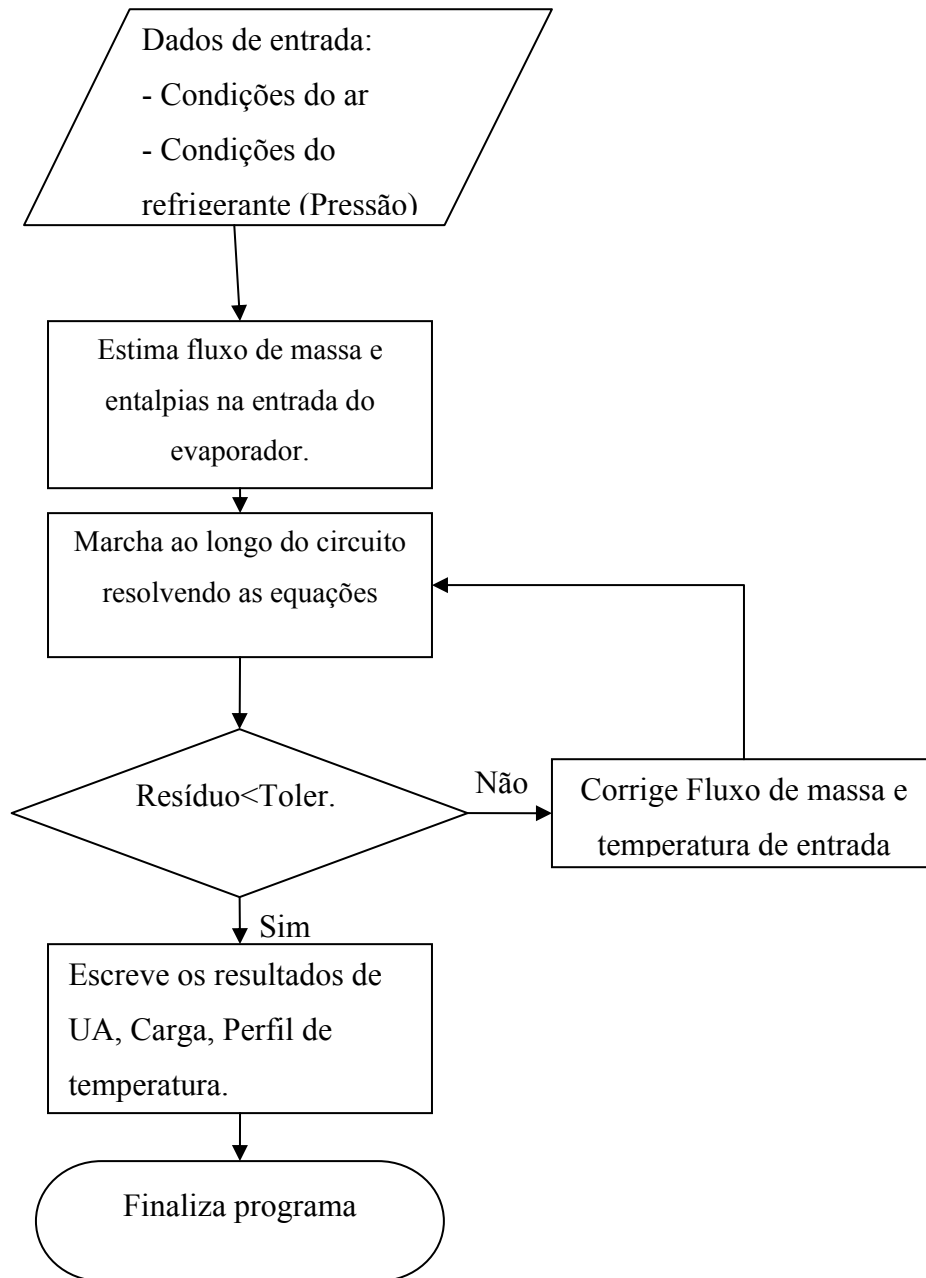 Dados de entrada:
- Condições do ar
- Condições do
refrigerante (Pressão)
Estima fluxo de massa e
entalpias na entrada do
evaporador.
Marcha ao longo do circuito
resolvendo as equações
Resíduo<Toler.
Não
Corrige Fluxo de massa e
temperatura de entrada
Sim
Escreve os resultados de
UA, Carga, Perfil de
temperatura.
Finaliza programa